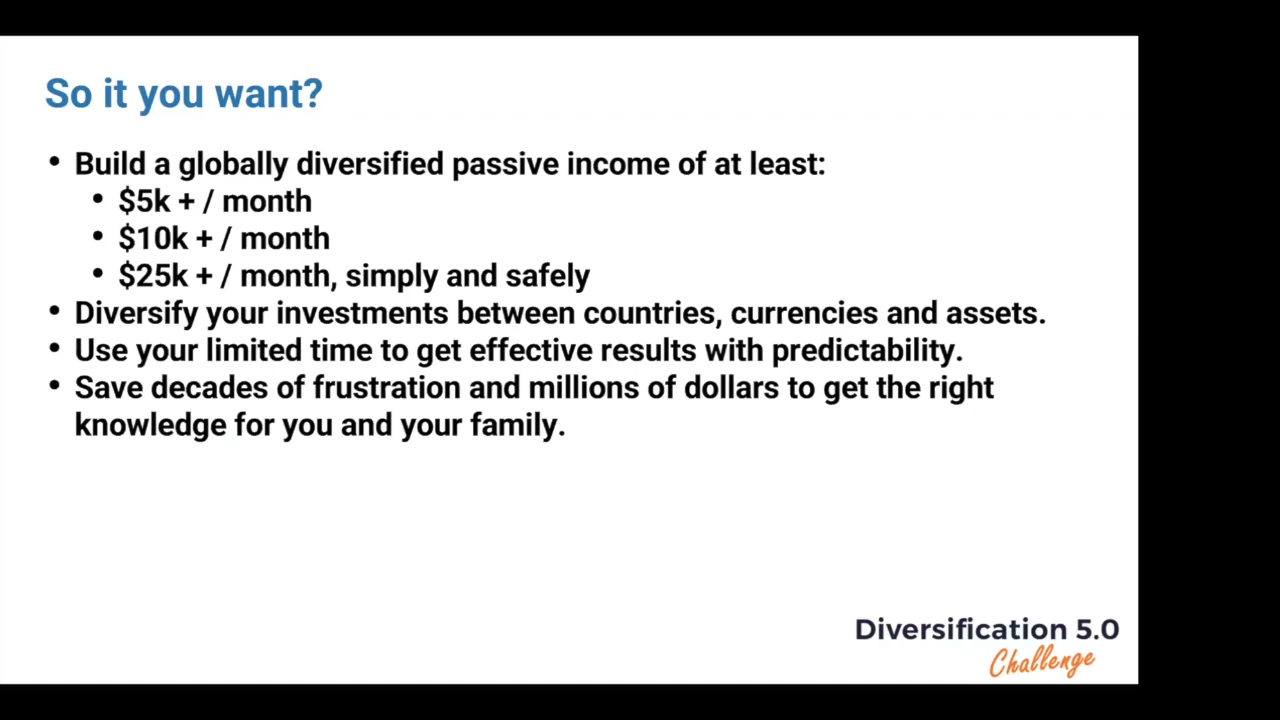 So it you want?
• Build a globally diversified passive income of at least:
• $5k + / month
• $10k + / month
• $25k + / month, simply and safely
• Diversify your investments between countries, currencies and assets.
• Use your limited time to get effective results with predictability.
• Save decades of frustration and millions of dollars to get the right
knowledge for you and your family.
Diversification 5.0
Challenge